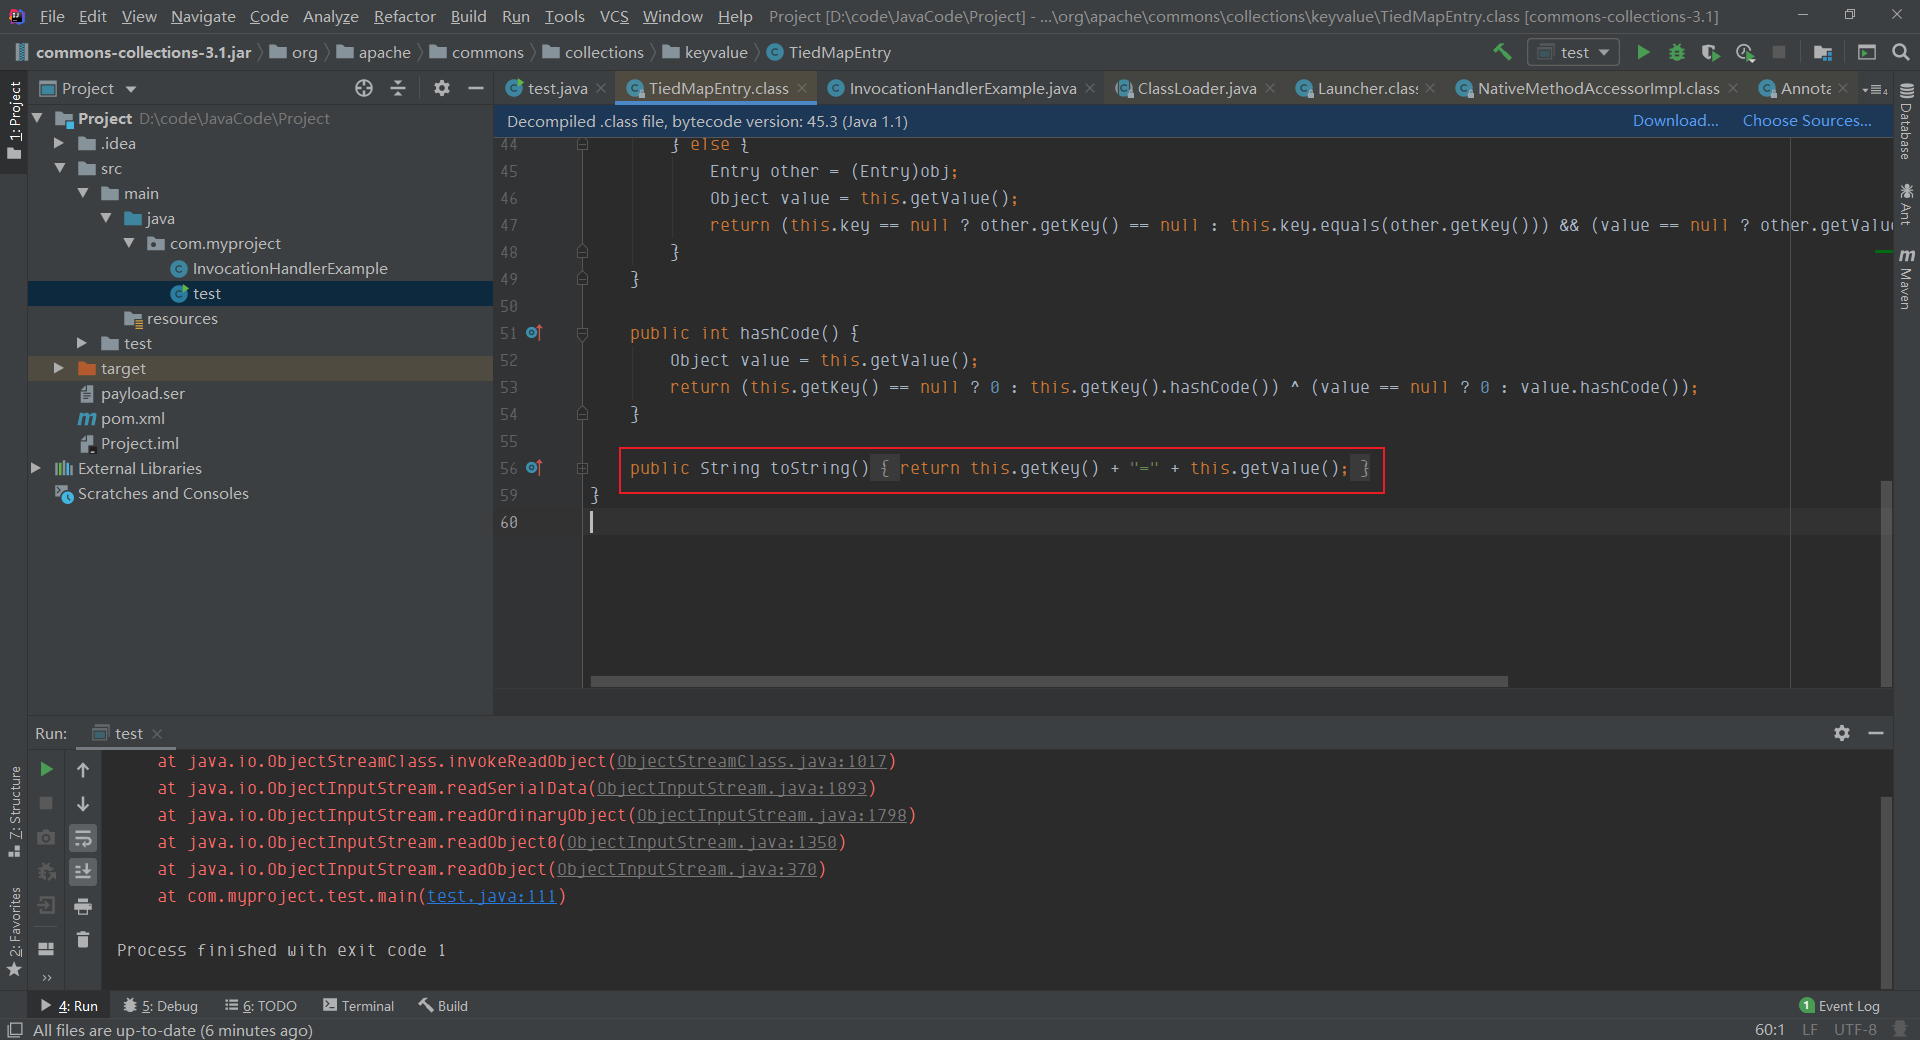 File Edit View Navigate Code Analyze Refactor Build Run Tools VCS Window Help Project [D:\code\JavaCode\Project] - ...\org\apache\commons\collections\keyvalue\TiedMapEntry.class [commons-collections-3.1]
commons-collections-3.1.jar org apache commons collections keyvalue TiedMapEntry test
Project
test.java TiedMapEntry.class InvocationHandlerExample.java ClassLoader.java Launcher.class NativeMethodAccessorImpl.class Annota
Decompiled .class file, bytecode version: 45.3 (Java 1.1) Download... Choose Sources...
1: Project
Project D:\code\JavaCode\Project
.idea
src
main
java
com.myproject
InvocationHandlerExample
test
resources
test
target
payload.ser
pom.xml
Project.iml
External Libraries
Scratches and Consoles
44 } else {
45 Entry other = (Entry)obj;
46 Object value = this.getValue();
47 return (this.key == null ? other.getKey() == null : this.key.equals(other.getKey())) && (value == null ? other.getValu
48 }
49 }
50
51 public int hashCode() {
52 Object value = this.getValue();
53 return (this.getKey() == null ? 0 : this.getKey().hashCode()) ^ (value == null ? 0 : value.hashCode());
54 }
55
56 public String toString() { return this.getKey() + "=" + this.getValue(); }
59 }
60
Database
Ant
Maven
Run: test
at java.io.ObjectStreamClass.invokeReadObject(ObjectStreamClass.java:1017)
at java.io.ObjectInputStream.readSerialData(ObjectInputStream.java:1893)
at java.io.ObjectInputStream.readOrdinaryObject(ObjectInputStream.java:1798)
at java.io.ObjectInputStream.readObject0(ObjectInputStream.java:1350)
at java.io.ObjectInputStream.readObject(ObjectInputStream.java:370)
at com.myproject.test.main(test.java:111)
Process finished with exit code 1
7: Structure
2: Favorites
4: Run 5: Debug 6: TODO Terminal Build 1 Event Log
All files are up-to-date (6 minutes ago) 60:1 LF UTF-8